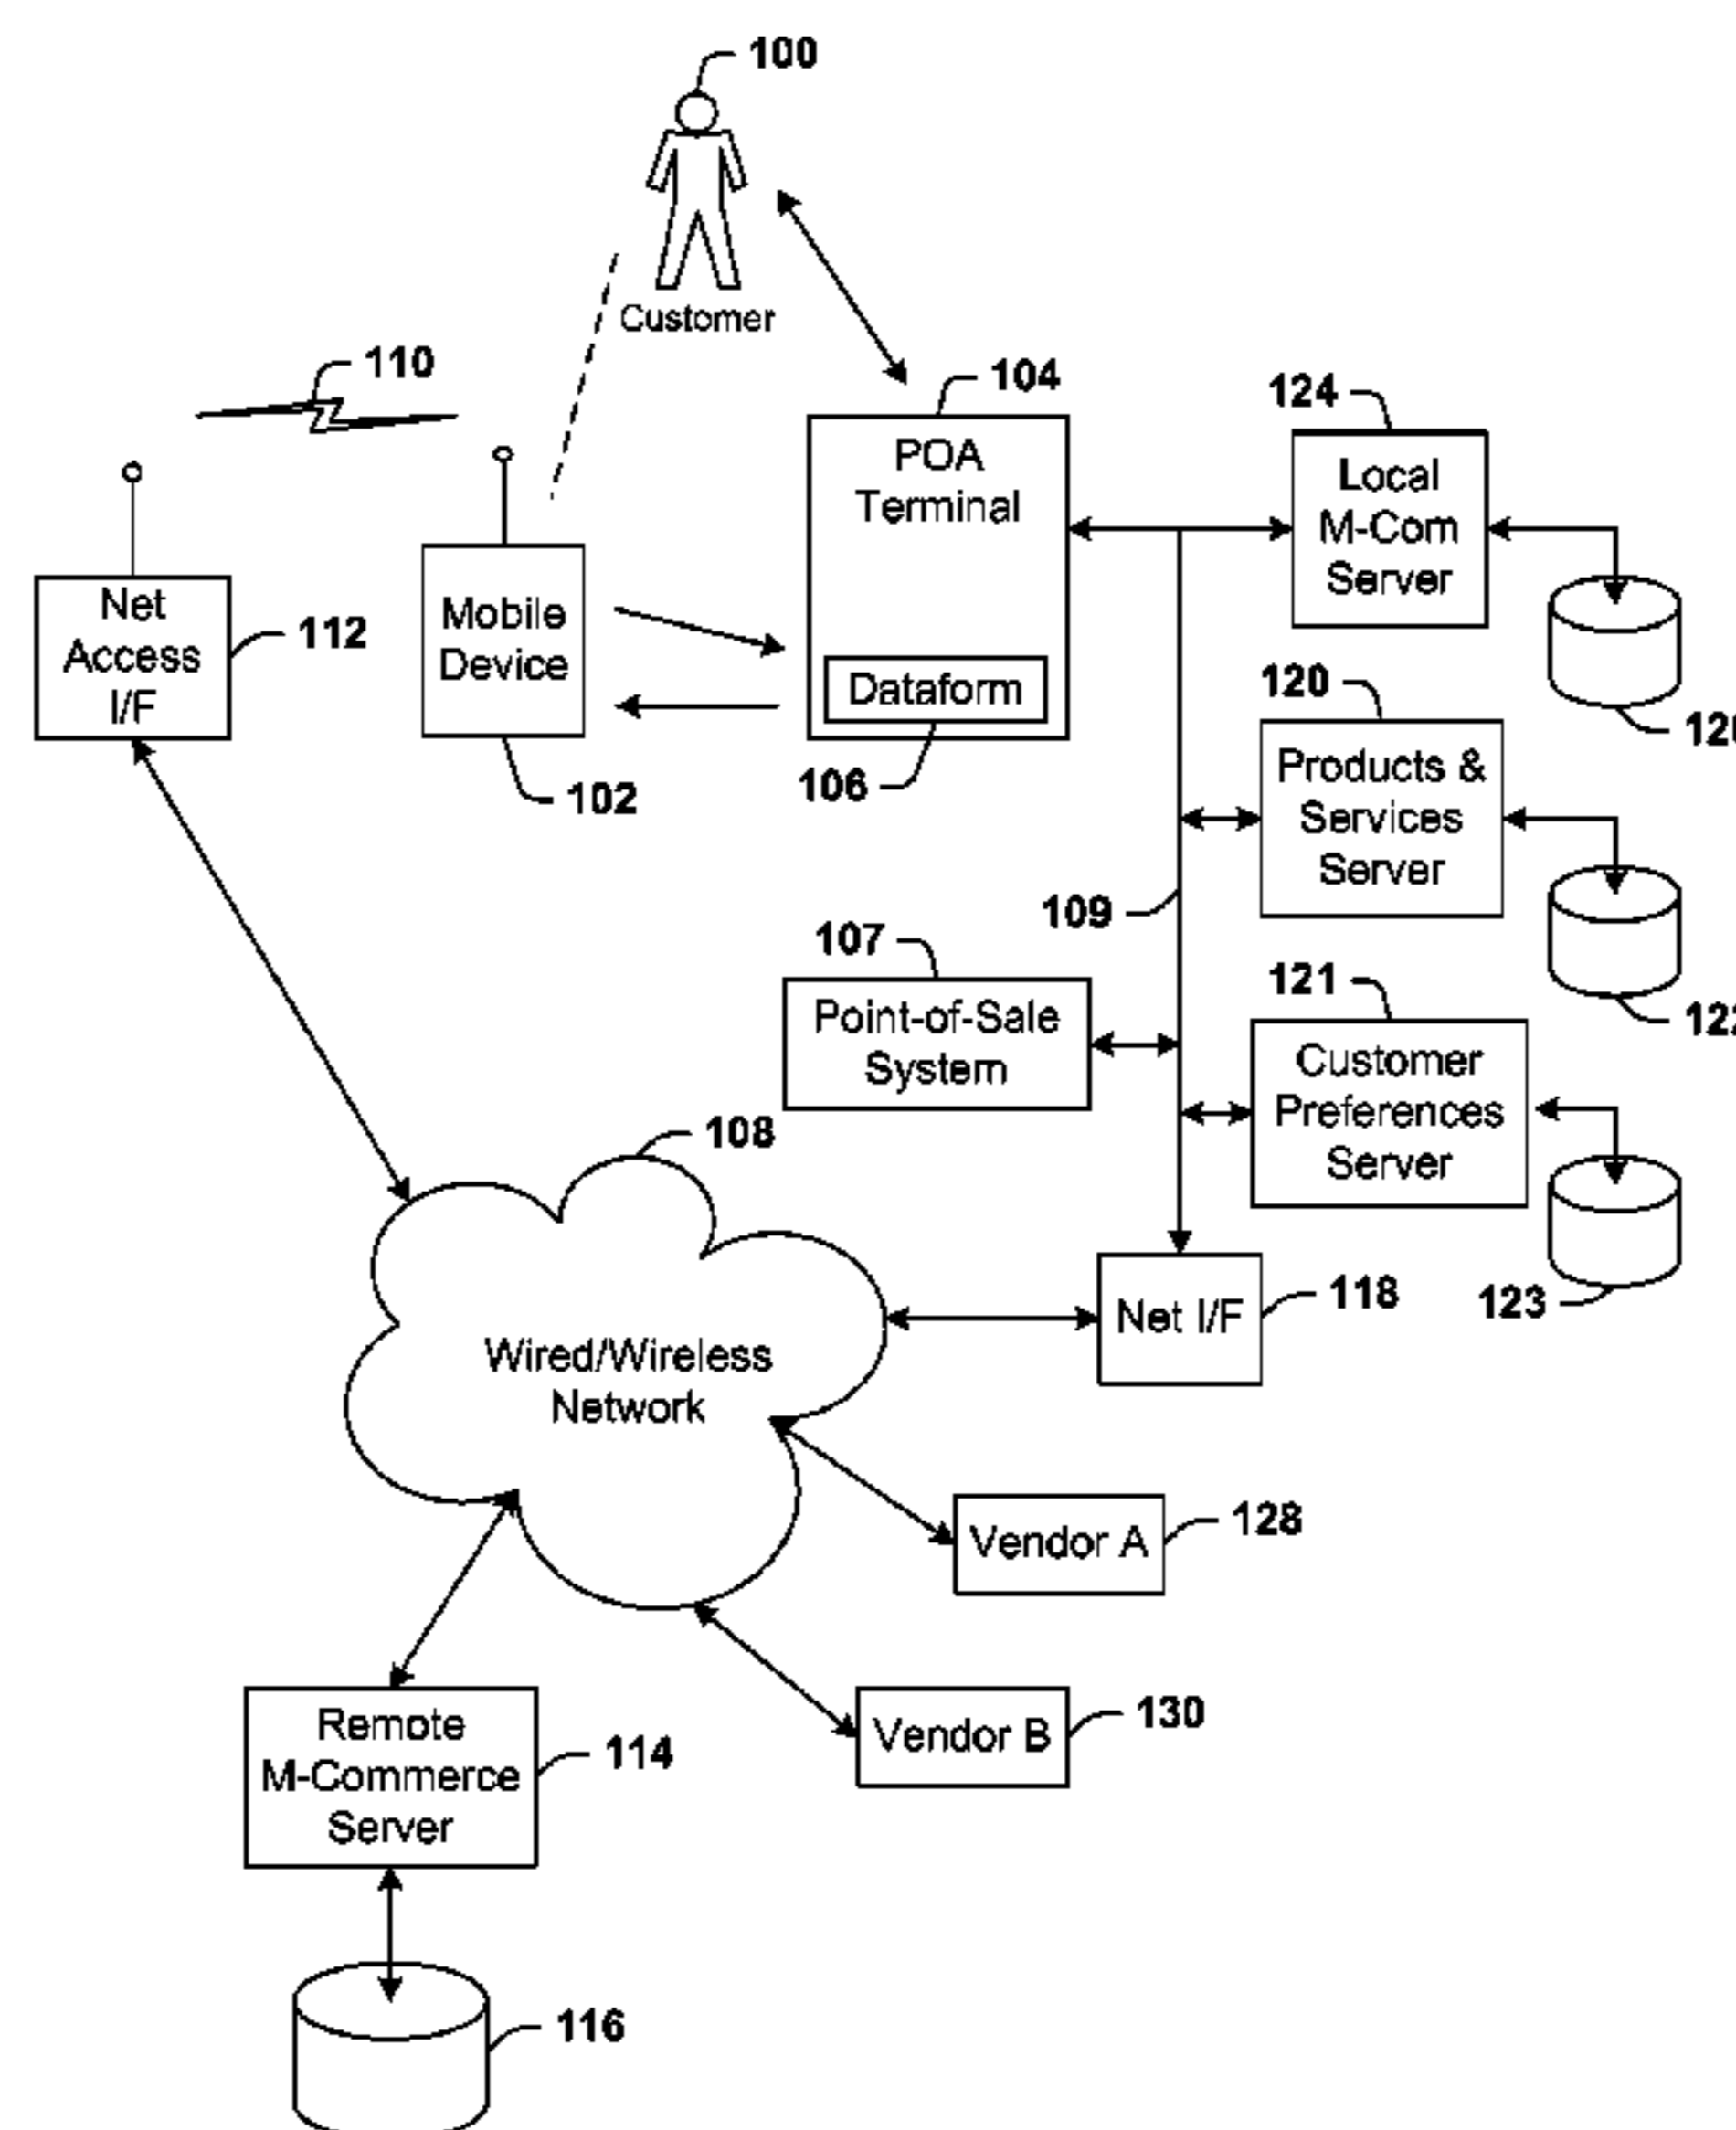 100
Customer
110
104
124
POA
Terminal
Local
M-Com
Server
Net
Access
I/F
112
Mobile
Device
Dataform
120
106
102
Products &
Services
Server
109
107
121
Point-of-Sale
System
Customer
Preferences
Server
108
118
123
Net I/F
Wired/Wireless
Network
128
Vendor A
Remote
M-Commerce
Server
114
130
Vendor B
116